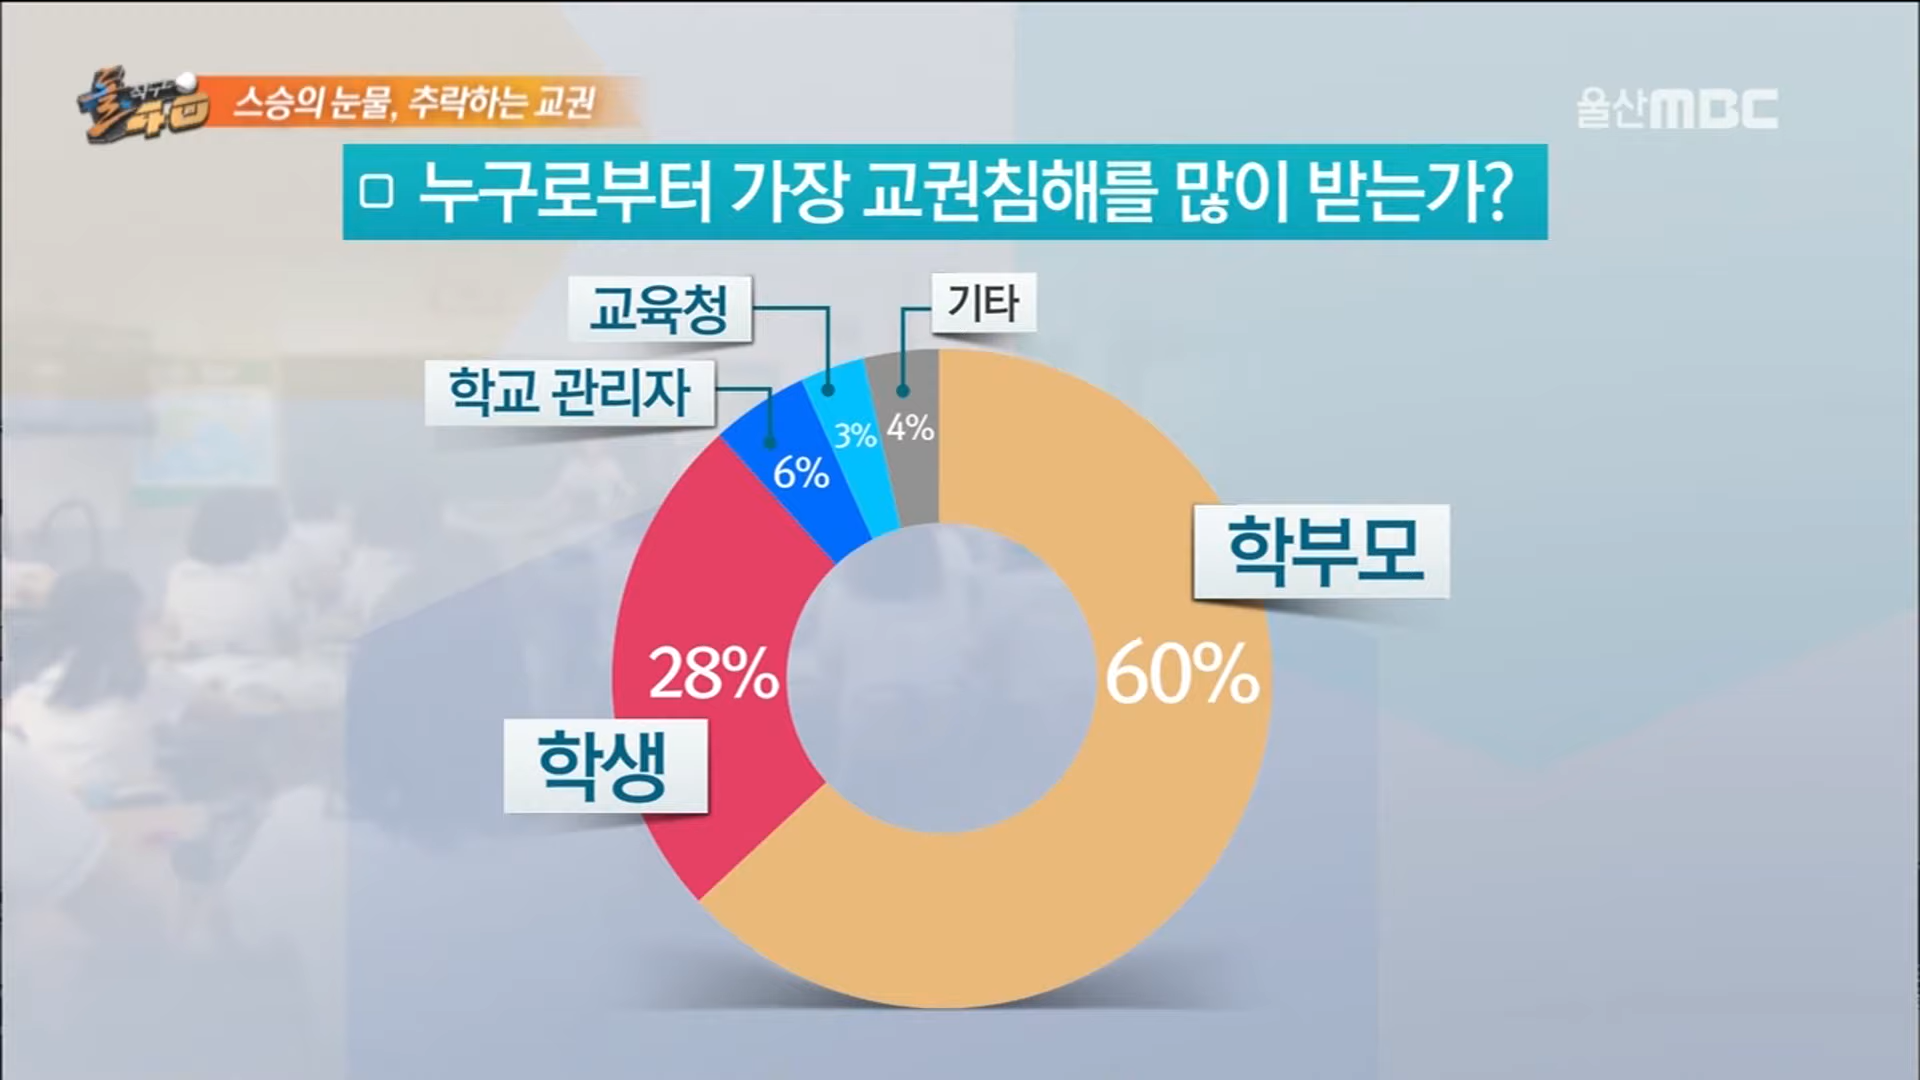 스승의 눈물, 추락하는 교권
울산MBC
누구로부터 가장 교권침해를 많이 받는가?
교육청
기타
학교 관리자
3%
4%
6%
학부모
28%
60%
학생